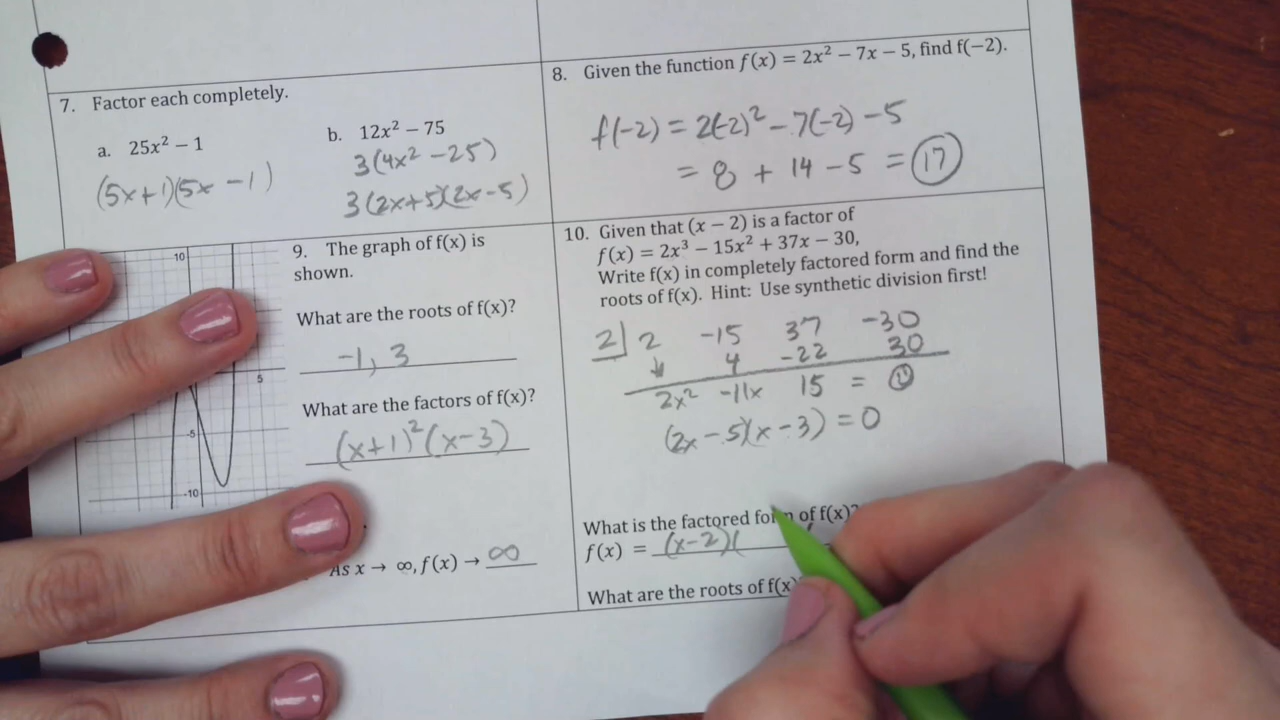 7. Factor each completely.
a. 25x² − 1
(5x+1)(5x −1)
b. 12x² − 75
3(4x² −25)
3(2x+5)(2x−5)
8. Given the function f(x) = 2x² − 7x − 5, find f(−2).
f(-2) = 2(-2)² − 7(-2) −5
= 8 + 14 −5 = 17
10
5
-5
-10
9. The graph of f(x) is
shown.
What are the roots of f(x)?
-1, 3
What are the factors of f(x)?
(x+1)²(x−3)
As x → ∞, f(x) → ∞
10. Given that (x − 2) is a factor of
f(x) = 2x³ − 15x² + 37x − 30,
Write f(x) in completely factored form and find the
roots of f(x). Hint: Use synthetic division first!
2 2 -15 37 -30
↓ 4 -22 30
2x² -11x 15 =
(2x −5)(x −3) = 0
What is the factored form of f(x)?
f(x) = (x−2)(
What are the roots of f(x)